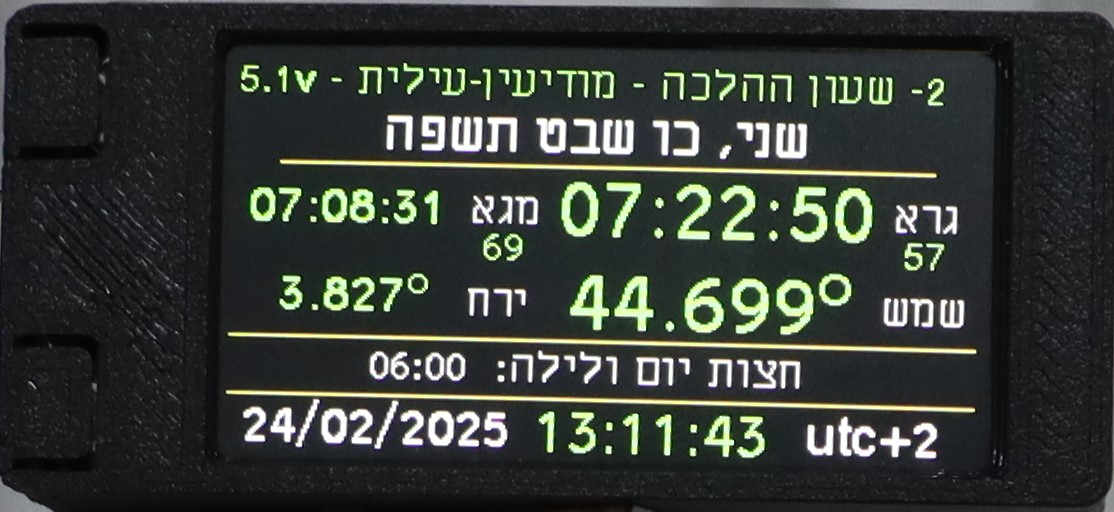 2- שעון ההלכה - מודיעין-עילית - 5.1v
שני, כו שבט תשפה
גרא 07:22:50 מגא 07:08:31
57 69
שמש 44.699° ירח 3.827°
חצות יום ולילה: 06:00
24/02/2025 13:11:43 utc+2